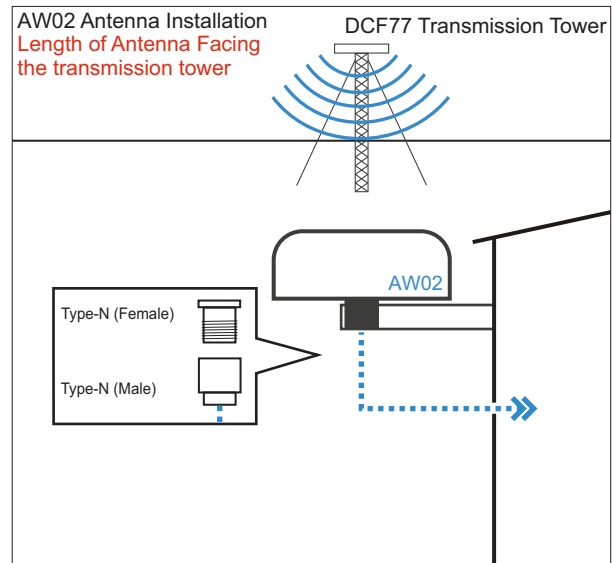 AW02 Antenna Installation
Length of Antenna Facing
the transmission tower
DCF77 Transmission Tower
AW02
Type-N (Female)
Type-N (Male)